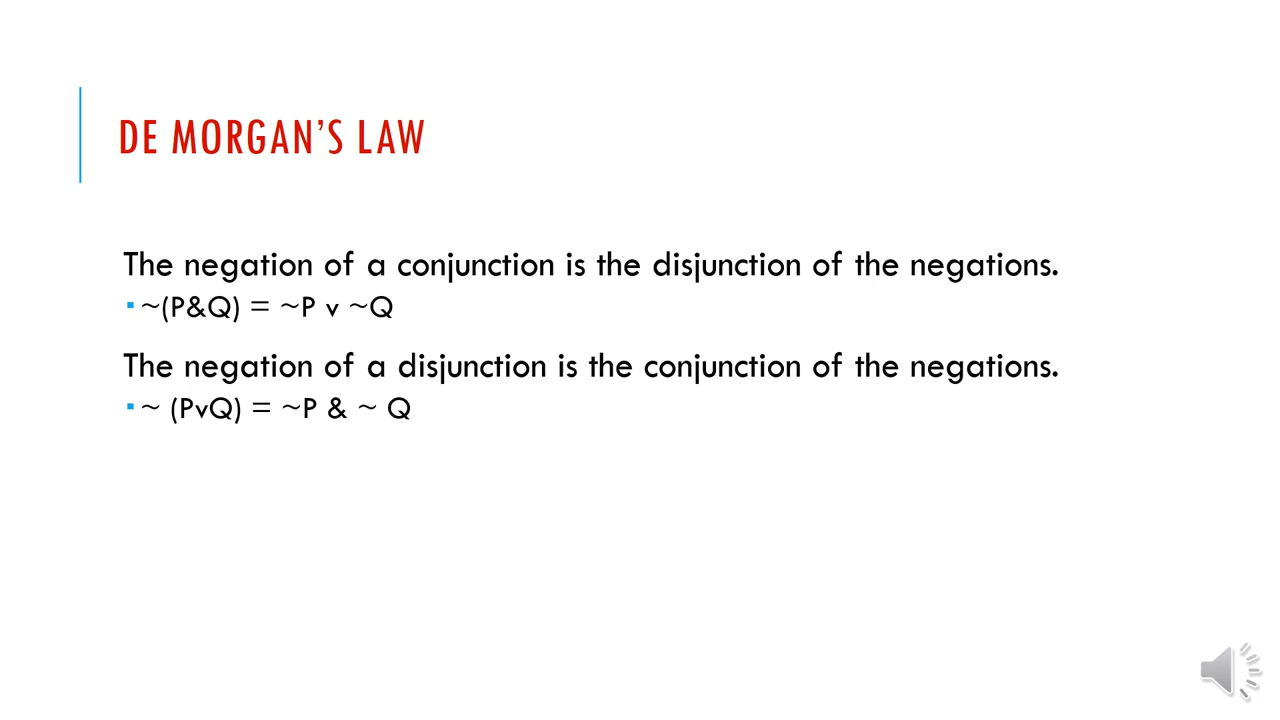 DE MORGAN’S LAW
The negation of a conjunction is the disjunction of the negations.
▪ ~(P&Q) = ~P v ~Q
The negation of a disjunction is the conjunction of the negations.
▪ ~ (PvQ) = ~P & ~ Q